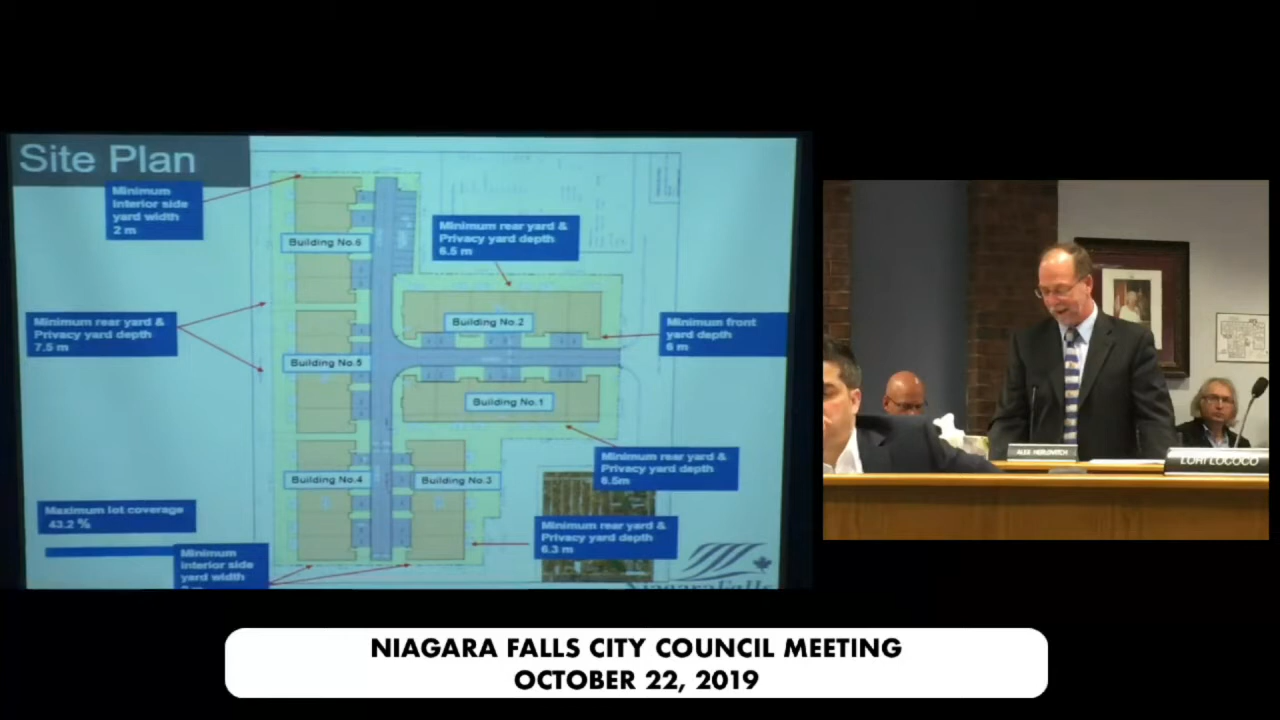 Site Plan
Minimum
Interior side
yard width
2 m
Minimum rear yard &
Privacy yard depth
6.5 m
Building No.6
Minimum rear yard &
Privacy yard depth
7.5 m
Building No.2
Minimum front
yard depth
6 m
Building No.5
Building No.1
Minimum rear yard &
Privacy yard depth
6.5m
Building No.4
Building No.3
Maximum lot coverage
43.2 %
Minimum rear yard &
Privacy yard depth
6.3 m
Minimum
interior side
yard width
NiagaraFalls
LORI LOCOCO
NIAGARA FALLS CITY COUNCIL MEETING
OCTOBER 22, 2019